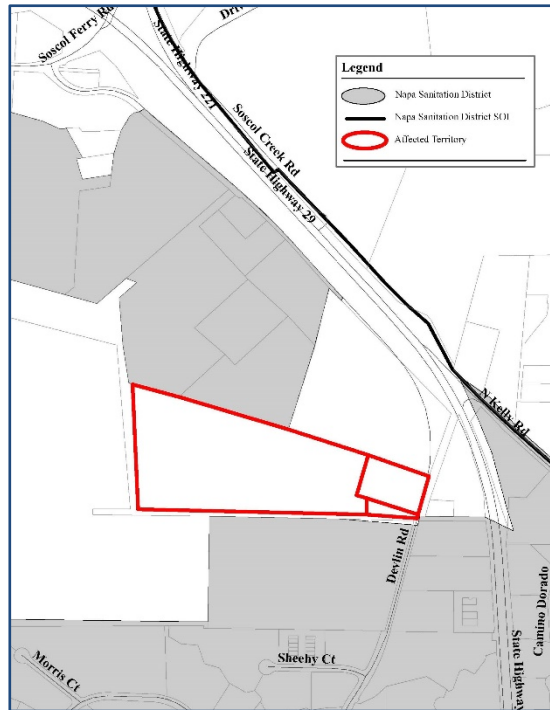 Soscol Ferry Rd
State Highway 221
Soscol Creek Rd
State Highway 29
Legend
Napa Sanitation District
Napa Sanitation District SOI
Affected Territory
N Kelly Rd
Devlin Rd
Camino Dorado
State Highway
Sheehy Ct
Morris Ct